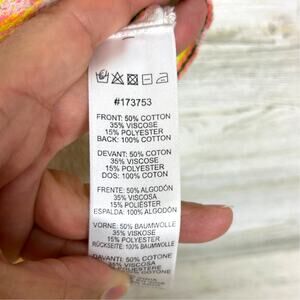 #173753
FRONT: 50% COTTON
35% VISCOSE
15% POLYESTER
BACK: 100% COTTON
DEVANT: 50% COTON
35% VISCOSE
15% POLYESTER
DOS: 100% COTON
FRENTE: 50% ALGODÓN
35% VISCOSA
15% POLIÉSTER
ESPALDA: 100% ALGODÓN
VORNE: 50% BAUMWOLLE
35% VISKOSE
15% POLYESTER
RÜCKSEITE: 100% BAUMWOLLE
DAVANTI: 50% COTONE
35% VISCOSA